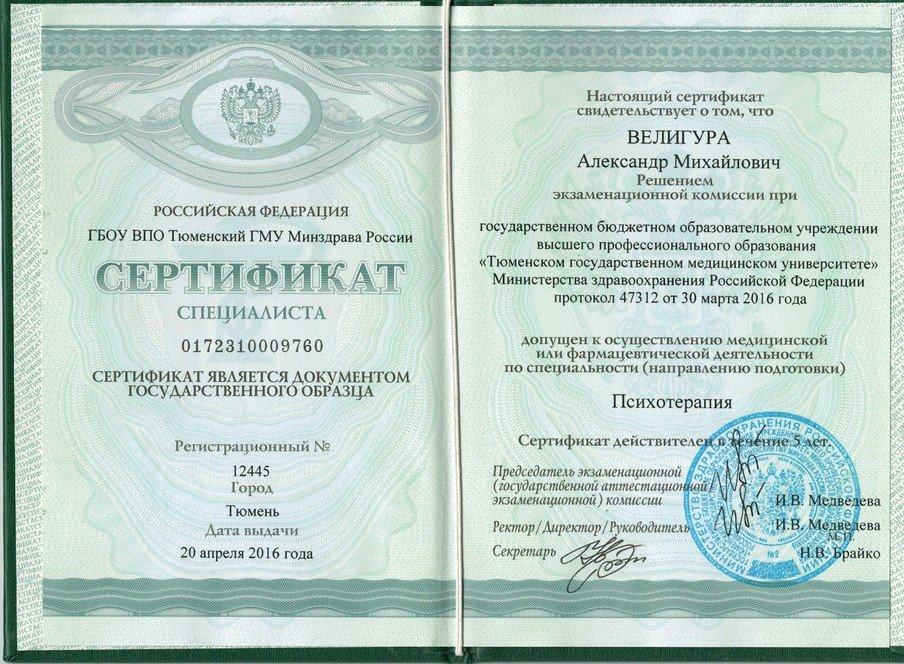 РОССИЙСКАЯ ФЕДЕРАЦИЯ
ГБОУ ВПО Тюменский ГМУ Минздрава России
СЕРТИФИКАТ
СПЕЦИАЛИСТА
0172310009760
СЕРТИФИКАТ ЯВЛЯЕТСЯ ДОКУМЕНТОМ
ГОСУДАРСТВЕННОГО ОБРАЗЦА
Регистрационный №
12445
Город
Тюмень
Дата выдачи
20 апреля 2016 года
Настоящий сертификат
свидетельствует о том, что
ВЕЛИГУРА
Александр Михайлович
Решением
экзаменационной комиссии при
государственном бюджетном образовательном учреждении
высшего профессионального образования
«Тюменском государственном медицинском университете»
Министерства здравоохранения Российской Федерации
протокол 47312 от 30 марта 2016 года
допущен к осуществлению медицинской
или фармацевтической деятельности
по специальности (направлению подготовки)
Психотерапия
Сертификат действителен в течение 5 лет.
Председатель экзаменационной
(государственной аттестационной
экзаменационной) комиссии
И.В. Медведева
Ректор/Директор/Руководитель
И.В. Медведева
М.П.
Секретарь
Н.В. Брайко
№2